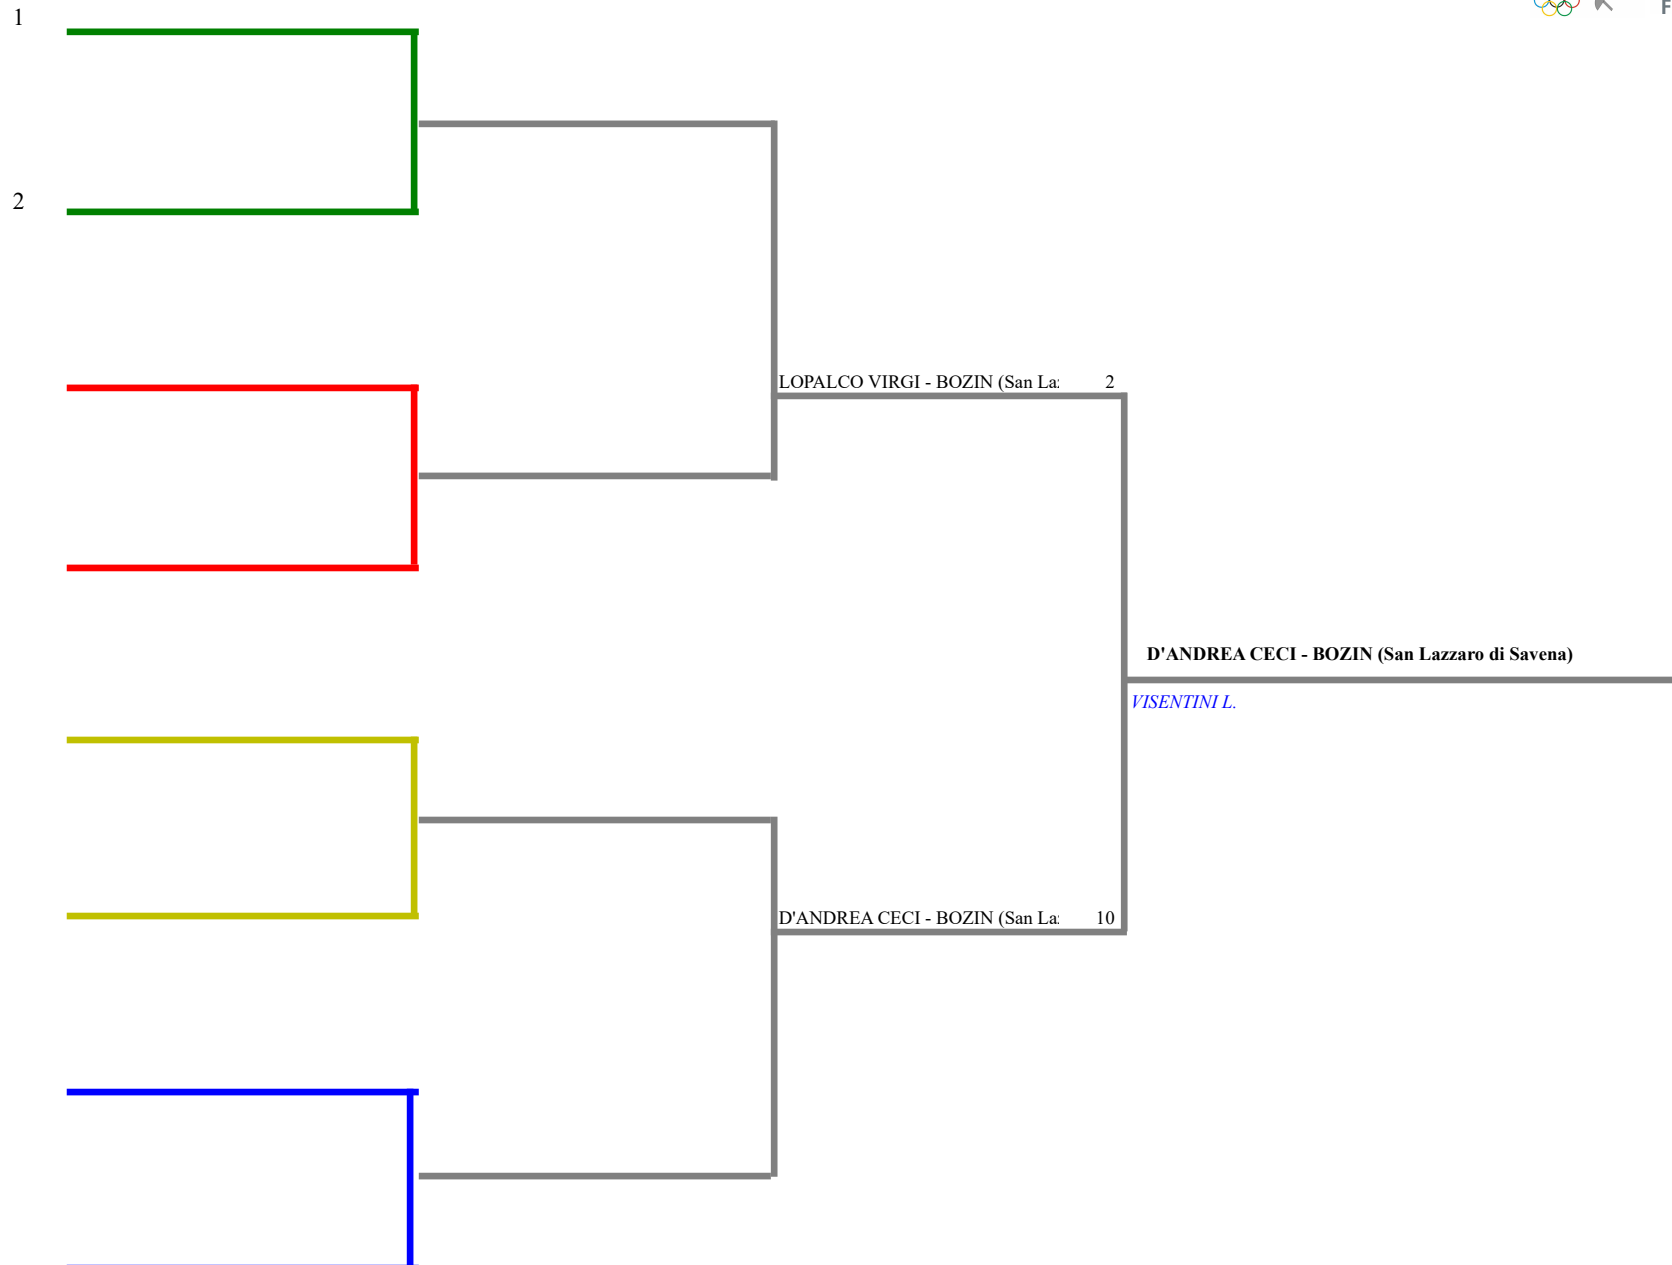 1
F
2
LOPALCO VIRGI - BOZIN (San La 2
D'ANDREA CECI - BOZIN (San Lazzaro di Savena)
VISENTINI L.
D'ANDREA CECI - BOZIN (San La 10